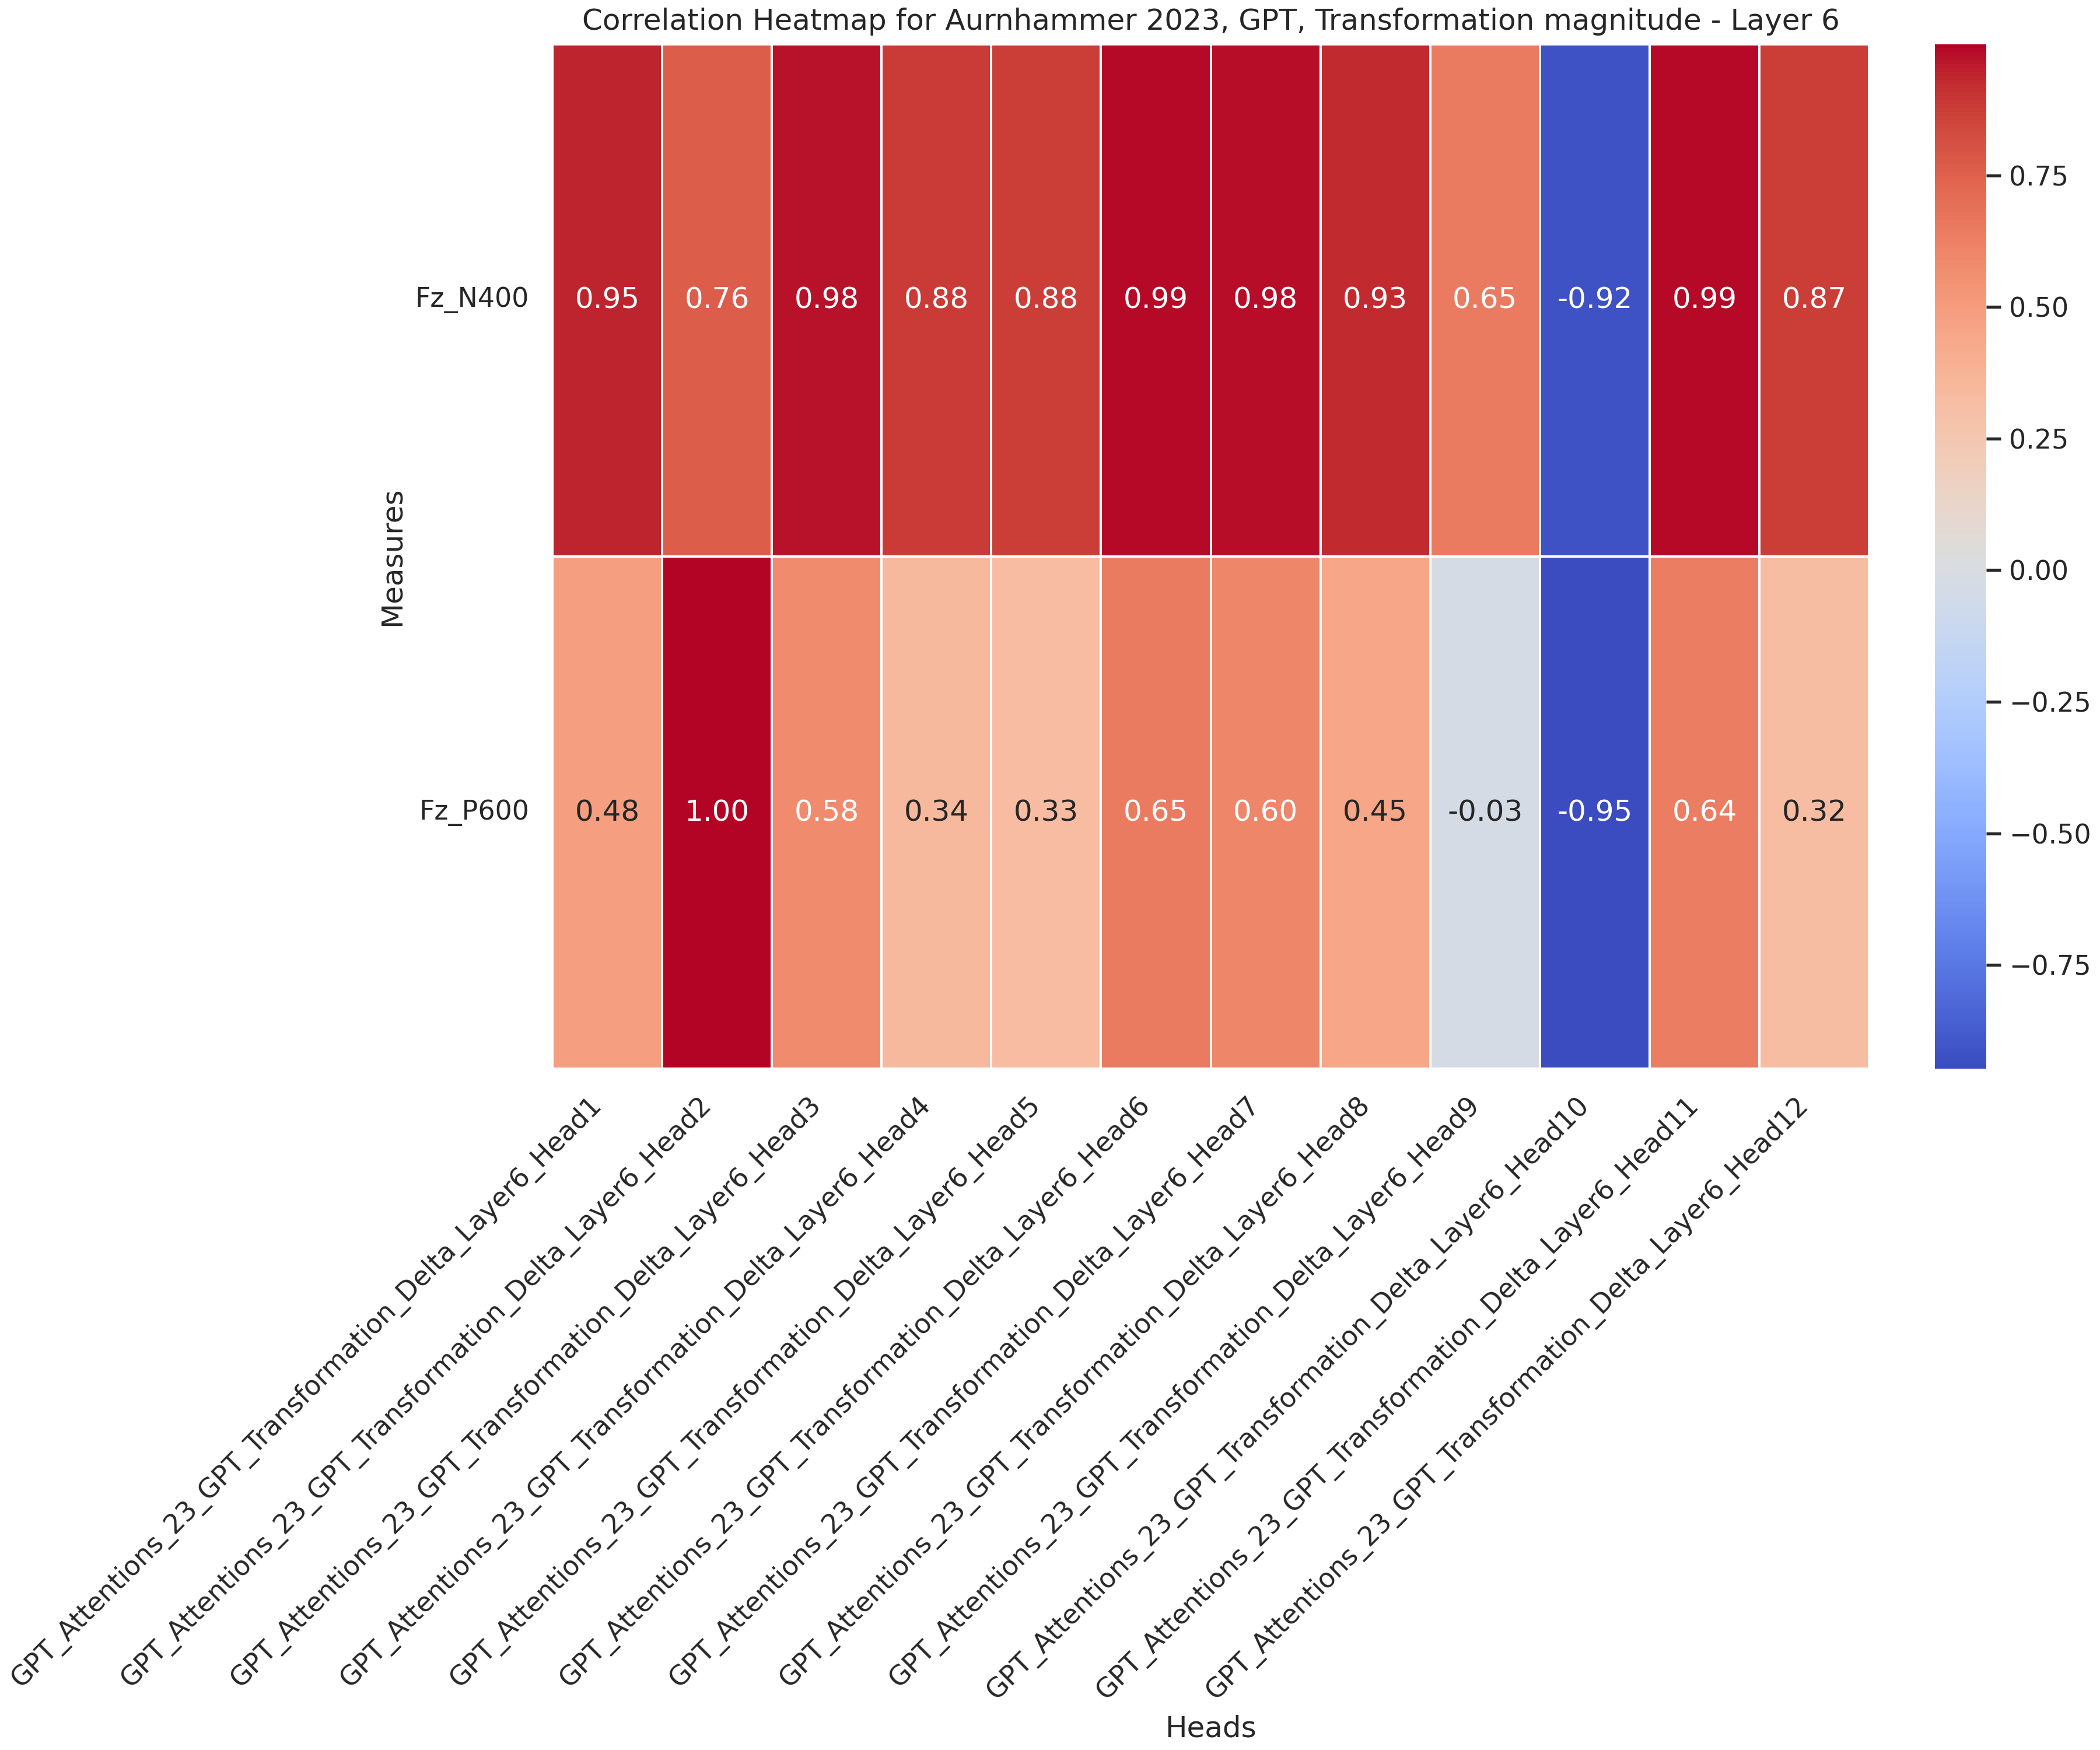 Correlation Heatmap for Aurnhammer 2023, GPT, Transformation magnitude - Layer 6
Measures
Fz_N400
0.95 0.76 0.98 0.88 0.88 0.99 0.98 0.93 0.65 -0.92 0.99 0.87
Fz_P600
0.48 1.00 0.58 0.34 0.33 0.65 0.60 0.45 -0.03 -0.95 0.64 0.32
GPT_Attentions_23_GPT_Transformation_Delta_Layer6_Head1
GPT_Attentions_23_GPT_Transformation_Delta_Layer6_Head2
GPT_Attentions_23_GPT_Transformation_Delta_Layer6_Head3
GPT_Attentions_23_GPT_Transformation_Delta_Layer6_Head4
GPT_Attentions_23_GPT_Transformation_Delta_Layer6_Head5
GPT_Attentions_23_GPT_Transformation_Delta_Layer6_Head6
GPT_Attentions_23_GPT_Transformation_Delta_Layer6_Head7
GPT_Attentions_23_GPT_Transformation_Delta_Layer6_Head8
GPT_Attentions_23_GPT_Transformation_Delta_Layer6_Head9
GPT_Attentions_23_GPT_Transformation_Delta_Layer6_Head10
GPT_Attentions_23_GPT_Transformation_Delta_Layer6_Head11
GPT_Attentions_23_GPT_Transformation_Delta_Layer6_Head12
Heads
0.75
0.50
0.25
0.00
−0.25
−0.50
−0.75